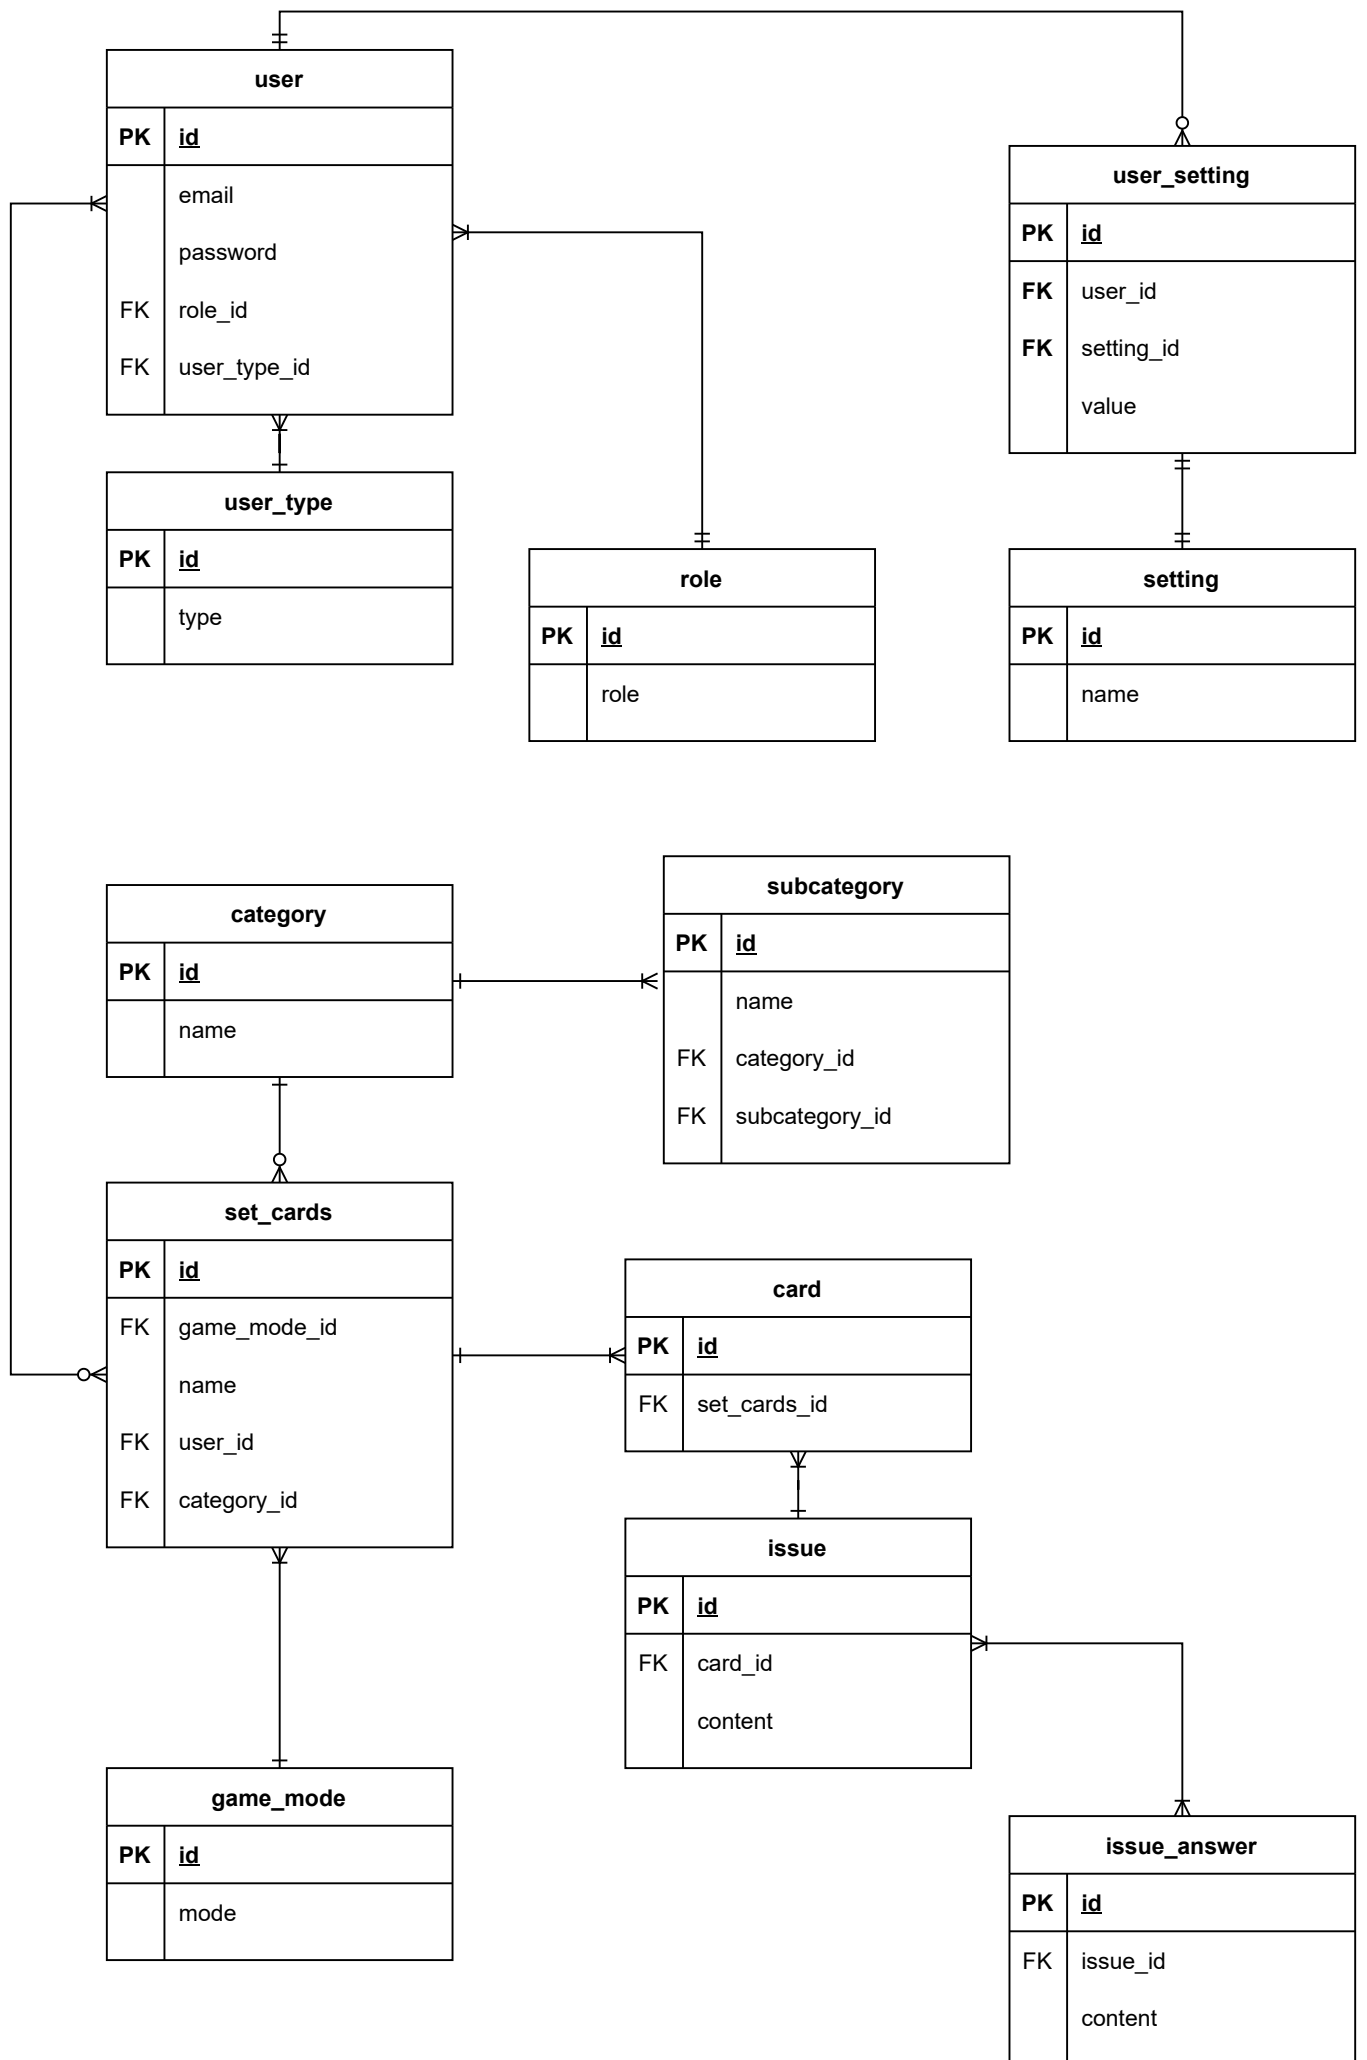 user
PK id
email
password
FK role_id
FK user_type_id
user_setting
PK id
FK user_id
FK setting_id
value
user_type
PK id
type
role
PK id
role
setting
PK id
name
category
PK id
name
subcategory
PK id
name
FK category_id
FK subcategory_id
set_cards
PK id
FK game_mode_id
name
FK user_id
FK category_id
card
PK id
FK set_cards_id
issue
PK id
FK card_id
content
game_mode
PK id
mode
issue_answer
PK id
FK issue_id
content